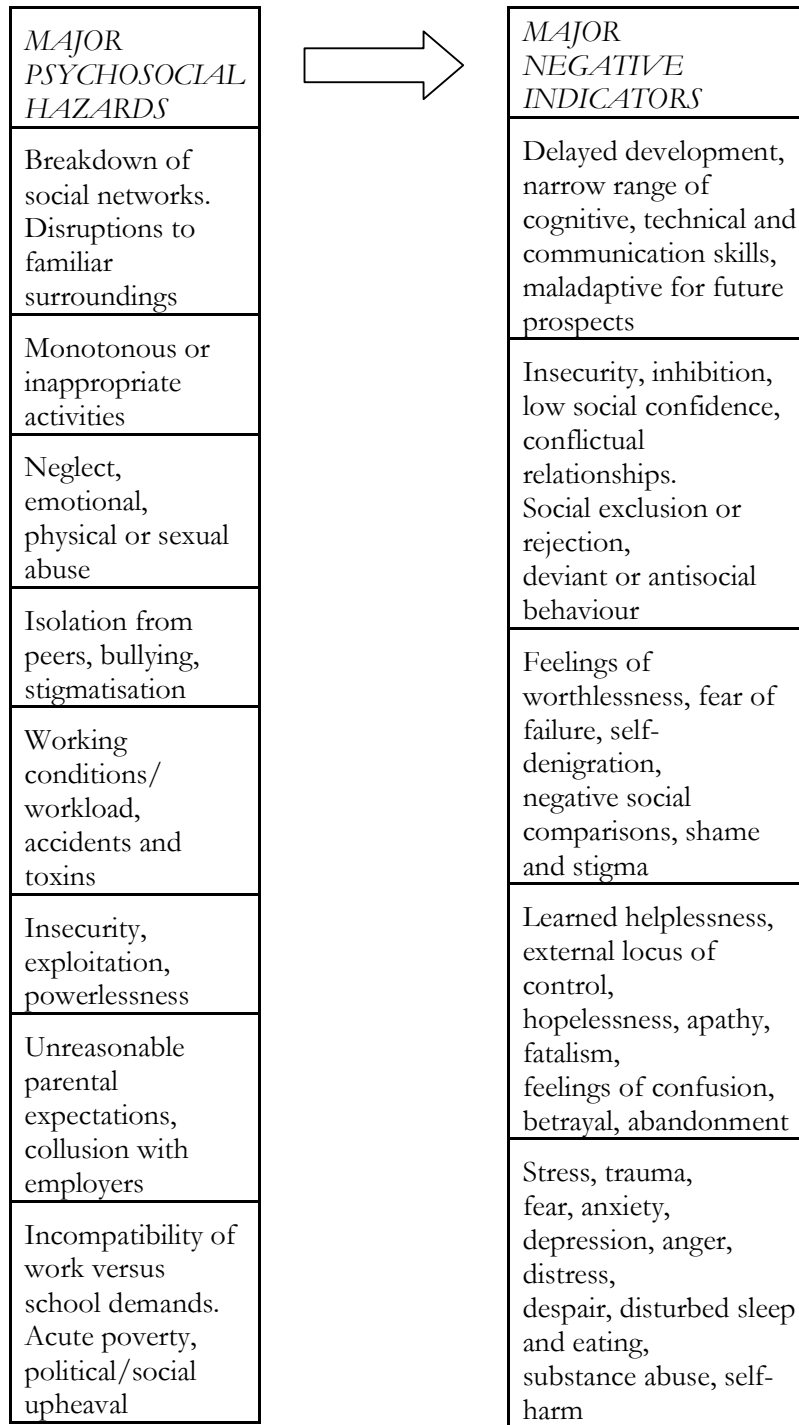 MAJOR
PSYCHOSOCIAL
HAZARDS
Breakdown of
social networks.
Disruptions to
familiar
surroundings
Monotonous or
inappropriate
activities
Neglect,
emotional,
physical or sexual
abuse
Isolation from
peers, bullying,
stigmatisation
Working
conditions/
workload,
accidents and
toxins
Insecurity,
exploitation,
powerlessness
Unreasonable
parental
expectations,
collusion with
employers
Incompatibility of
work versus
school demands.
Acute poverty,
political/social
upheaval
MAJOR
NEGATIVE
INDICATORS
Delayed development,
narrow range of
cognitive, technical and
communication skills,
maladaptive for future
prospects
Insecurity, inhibition,
low social confidence,
conflictual
relationships.
Social exclusion or
rejection,
deviant or antisocial
behaviour
Feelings of
worthlessness, fear of
failure, self-
denigration,
negative social
comparisons, shame
and stigma
Learned helplessness,
external locus of
control,
hopelessness, apathy,
fatalism,
feelings of confusion,
betrayal, abandonment
Stress, trauma,
fear, anxiety,
depression, anger,
distress,
despair, disturbed sleep
and eating,
substance abuse, self-
harm